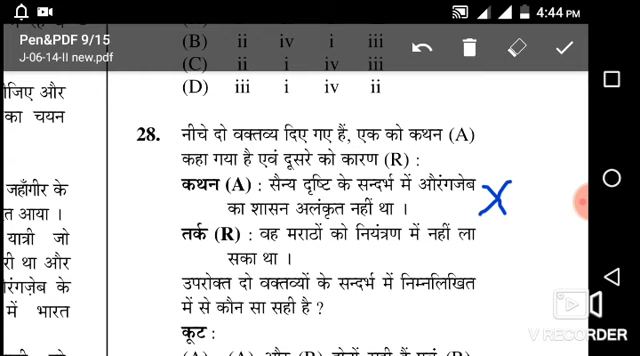 4:44 PM
Pen&PDF 9/15
J-06-14-II new.pdf
(B) ii iv i iii
(C) ii i iv iii
(D) iii i iv ii
ोजिए और
का चयन
28. नीचे दो वक्तव्य दिए गए हैं, एक को कथन (A)
कहा गया है एवं दूसरे को कारण (R) :
जहाँगीर के
कथन (A) : सैन्य दृष्टि के सन्दर्भ में औरंगजेब
त आया ।
का शासन अलंकृत नहीं था ।
X
यात्री जो
तर्क (R) : वह मराठों को नियंत्रण में नहीं ला
री था और
सका था ।
रंगज़ेब के
उपरोक्त दो वक्तव्यों के सन्दर्भ में निम्नलिखित
में भारत
में से कौन सा सही है ?
कूट :
V RECORDER